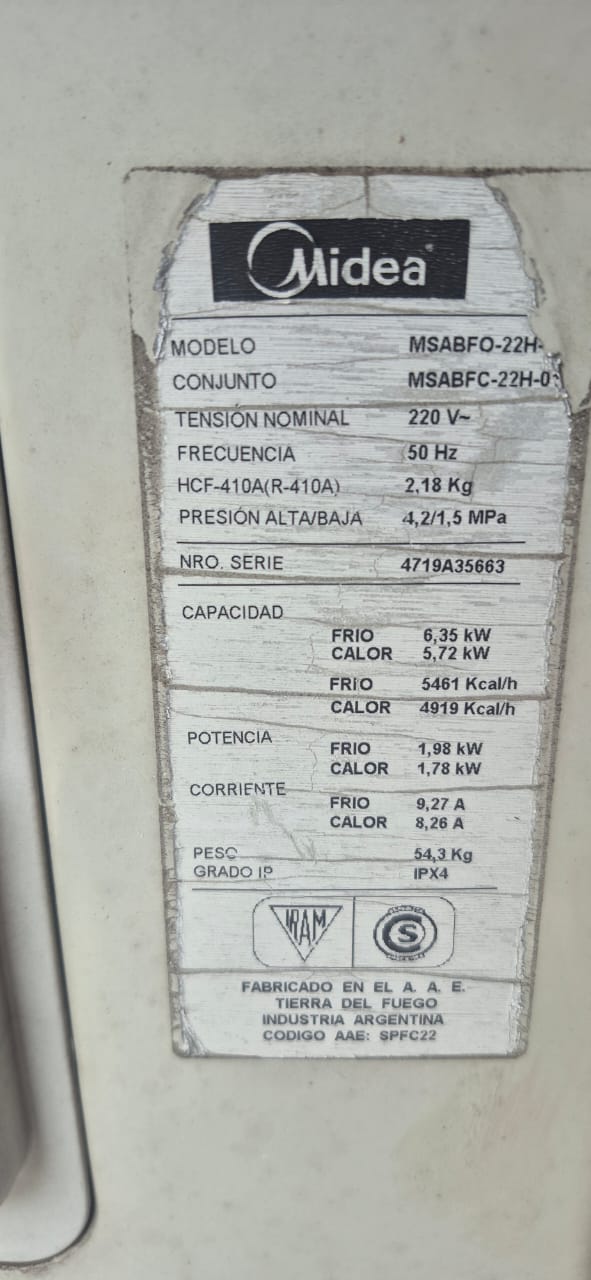 Midea
MODELO MSABFO-22H-
CONJUNTO MSABFC-22H-0
TENSIÓN NOMINAL 220 V~
FRECUENCIA 50 Hz
HCF-410A(R-410A) 2,18 Kg
PRESIÓN ALTA/BAJA 4,2/1,5 MPa
NRO. SERIE 4719A35663
CAPACIDAD
FRIO 6,35 kW
CALOR 5,72 kW
FRIO 5461 Kcal/h
CALOR 4919 Kcal/h
POTENCIA
FRIO 1,98 kW
CALOR 1,78 kW
CORRIENTE
FRIO 9,27 A
CALOR 8,26 A
PESO 54,3 Kg
GRADO IP IPX4
IRAM S
FABRICADO EN EL A. A. E.
TIERRA DEL FUEGO
INDUSTRIA ARGENTINA
CODIGO AAE: SPFC22